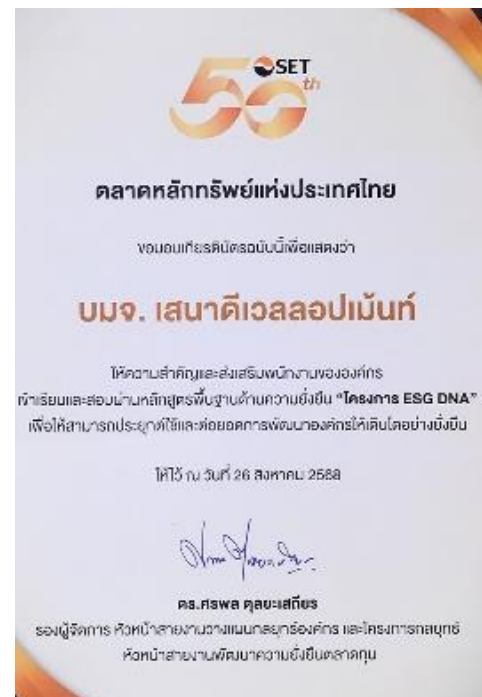 SET
50th
ตลาดหลักทรัพย์แห่งประเทศไทย
ขอมอบเกียรติบัตรฉบับนี้เพื่อแสดงว่า
บมจ. เสนาดีเวลลอปเม้นท์
ให้ความสำคัญและส่งเสริมพนักงานขององค์กร
เข้าเรียนและสอบผ่านหลักสูตรพื้นฐานด้านความยั่งยืน “โครงการ ESG DNA”
เพื่อให้สามารถประยุกต์ใช้และต่อยอดการพัฒนาองค์กรให้เติบโตอย่างยั่งยืน
ให้ไว้ ณ วันที่ 26 สิงหาคม 2568
ดร.ศรพล ตุลยะเสถียร
รองผู้จัดการ หัวหน้าสายงานวางแผนกลยุทธ์องค์กร และโครงการกลยุทธ์
หัวหน้าสายงานพัฒนาความยั่งยืนตลาดทุน